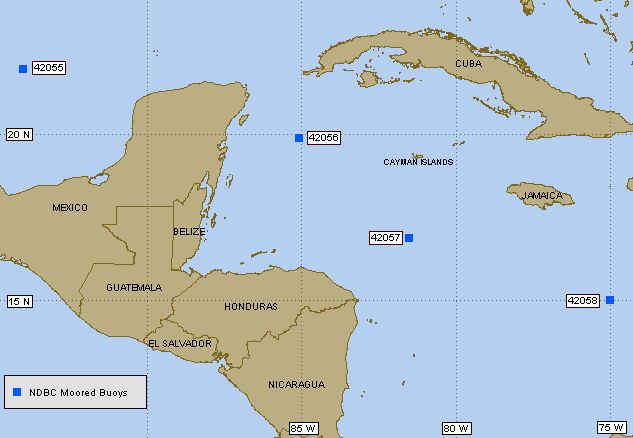 42055
CUBA
20 N
42056
CAYMAN ISLANDS
JAMAICA
MEXICO
BELIZE
42057
GUATEMALA
15 N
42058
HONDURAS
EL SALVADOR
NICARAGUA
NDBC Moored Buoys
85 W
80 W
75 W